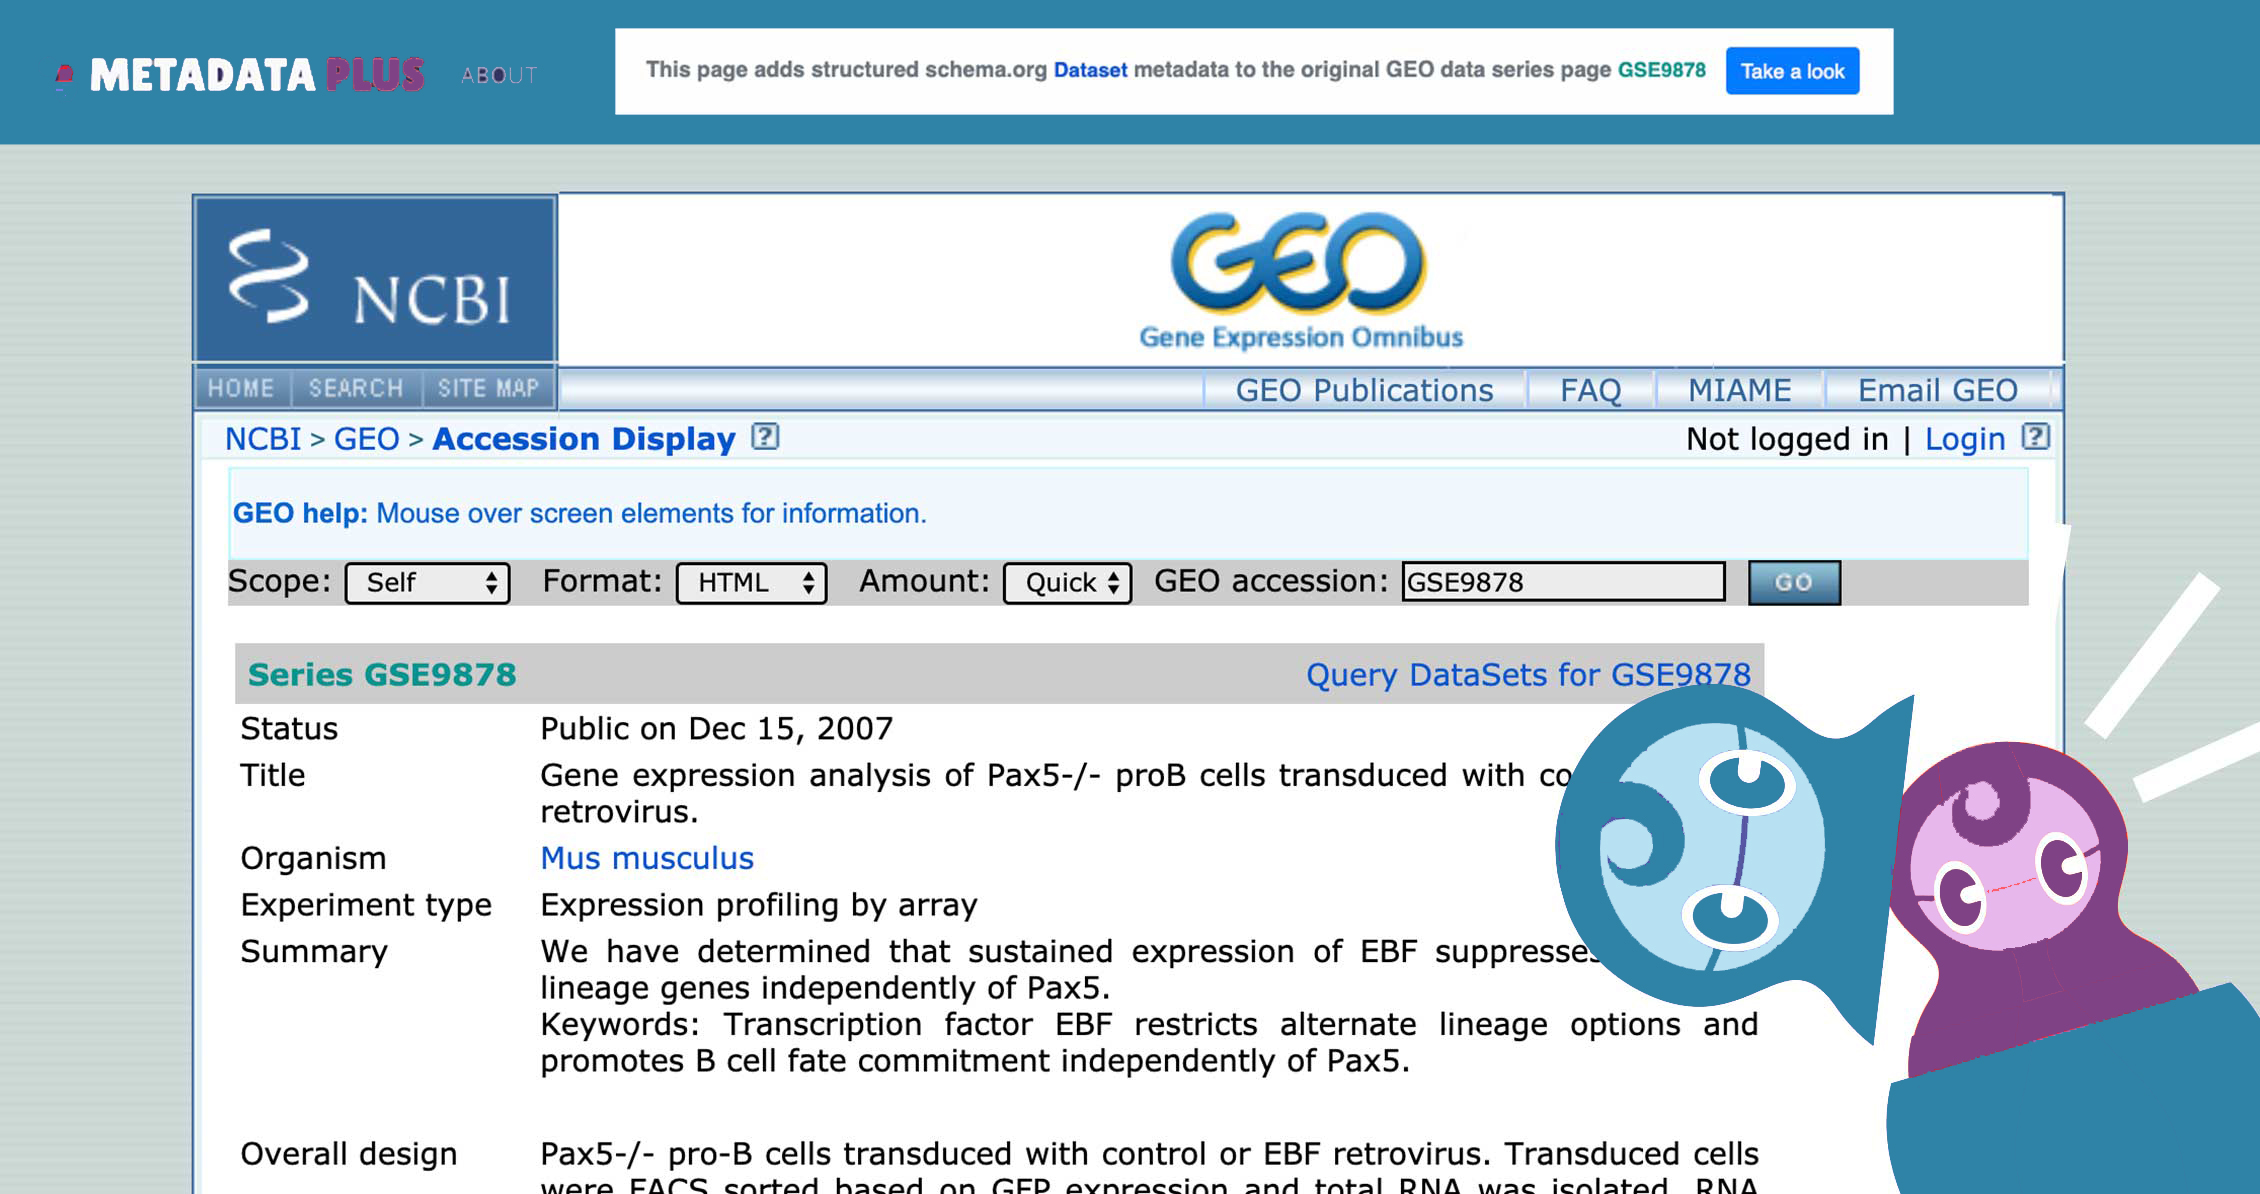 METADATA PLUS ABOUT
This page adds structured schema.org Dataset metadata to the original GEO data series page GSE9878 Take a look
NCBI
GEO
Gene Expression Omnibus
HOME SEARCH SITE MAP GEO Publications FAQ MIAME Email GEO
NCBI > GEO > Accession Display ? Not logged in | Login ?
GEO help: Mouse over screen elements for information.
Scope: Self Format: HTML Amount: Quick GEO accession: GSE9878 GO
Series GSE9878 Query DataSets for GSE9878
Status Public on Dec 15, 2007
Title Gene expression analysis of Pax5-/- proB cells transduced with
retrovirus.
Organism Mus musculus
Experiment type Expression profiling by array
Summary We have determined that sustained expression of EBF suppresses
lineage genes independently of Pax5.
Keywords: Transcription factor EBF restricts alternate lineage options and
promotes B cell fate commitment independently of Pax5.
Overall design Pax5-/- pro-B cells transduced with control or EBF retrovirus. Transduced cells
were FACS sorted based on GFP expression and total RNA was isolated. RNA